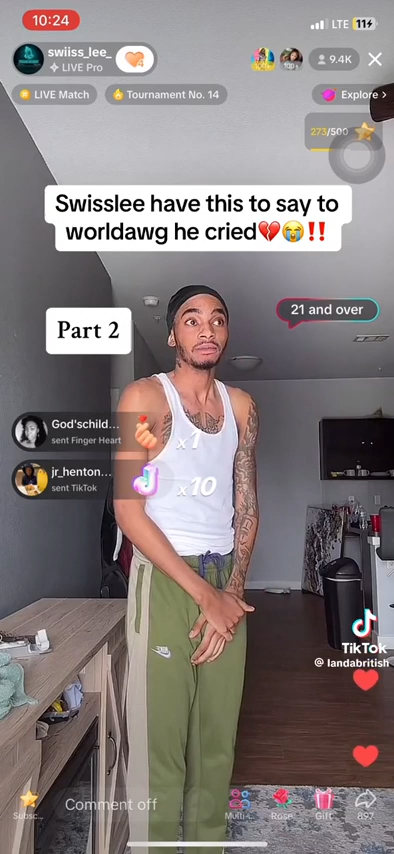 10:24
LTE 11
swiiss_lee_
LIVE Pro
9.4K
LIVE Match
Tournament No. 14
Explore
273/500
Swisslee have this to say to
worldawg he cried💔😭‼️
21 and over
Part 2
God'schild...
sent Finger Heart
x1
jr_henton...
sent TikTok
x10
TikTok
@ landabritish
Subsc...
Comment off
Multi-...
Rose
Gift
897